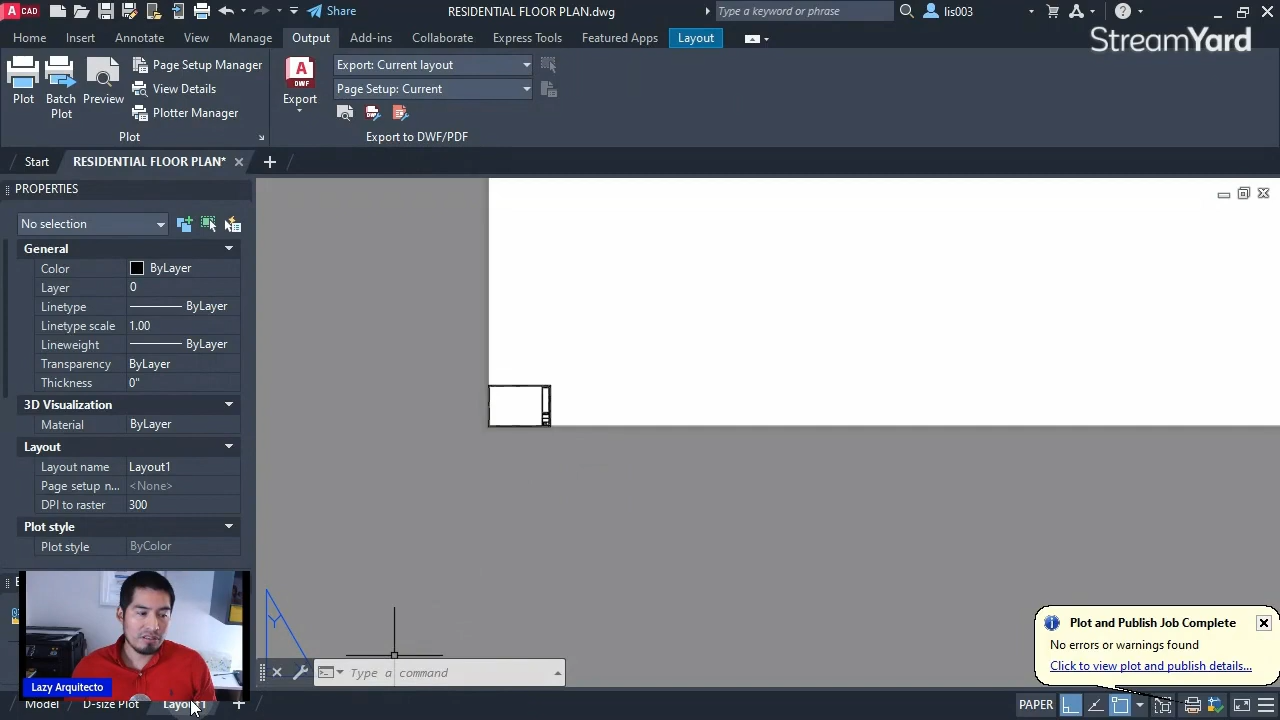 CAD
Share
RESIDENTIAL FLOOR PLAN.dwg
Type a keyword or phrase
lis003
Home
Insert
Annotate
View
Manage
Output
Add-ins
Collaborate
Express Tools
Featured Apps
Layout
StreamYard
Plot
Batch
Plot
Preview
Page Setup Manager
View Details
Plotter Manager
Plot
DWF
Export
Export: Current layout
Page Setup: Current
Export to DWF/PDF
Start
RESIDENTIAL FLOOR PLAN*
PROPERTIES
No selection
General
Color ByLayer
Layer 0
Linetype ByLayer
Linetype scale 1.00
Lineweight ByLayer
Transparency ByLayer
Thickness 0"
3D Visualization
Material ByLayer
Layout
Layout name Layout1
Page setup n... <None>
DPI to raster 300
Plot style
Plot style ByColor
Y
Lazy Arquitecto
Type a command
Plot and Publish Job Complete
No errors or warnings found
Click to view plot and publish details...
Model
D-size Plot
PAPER